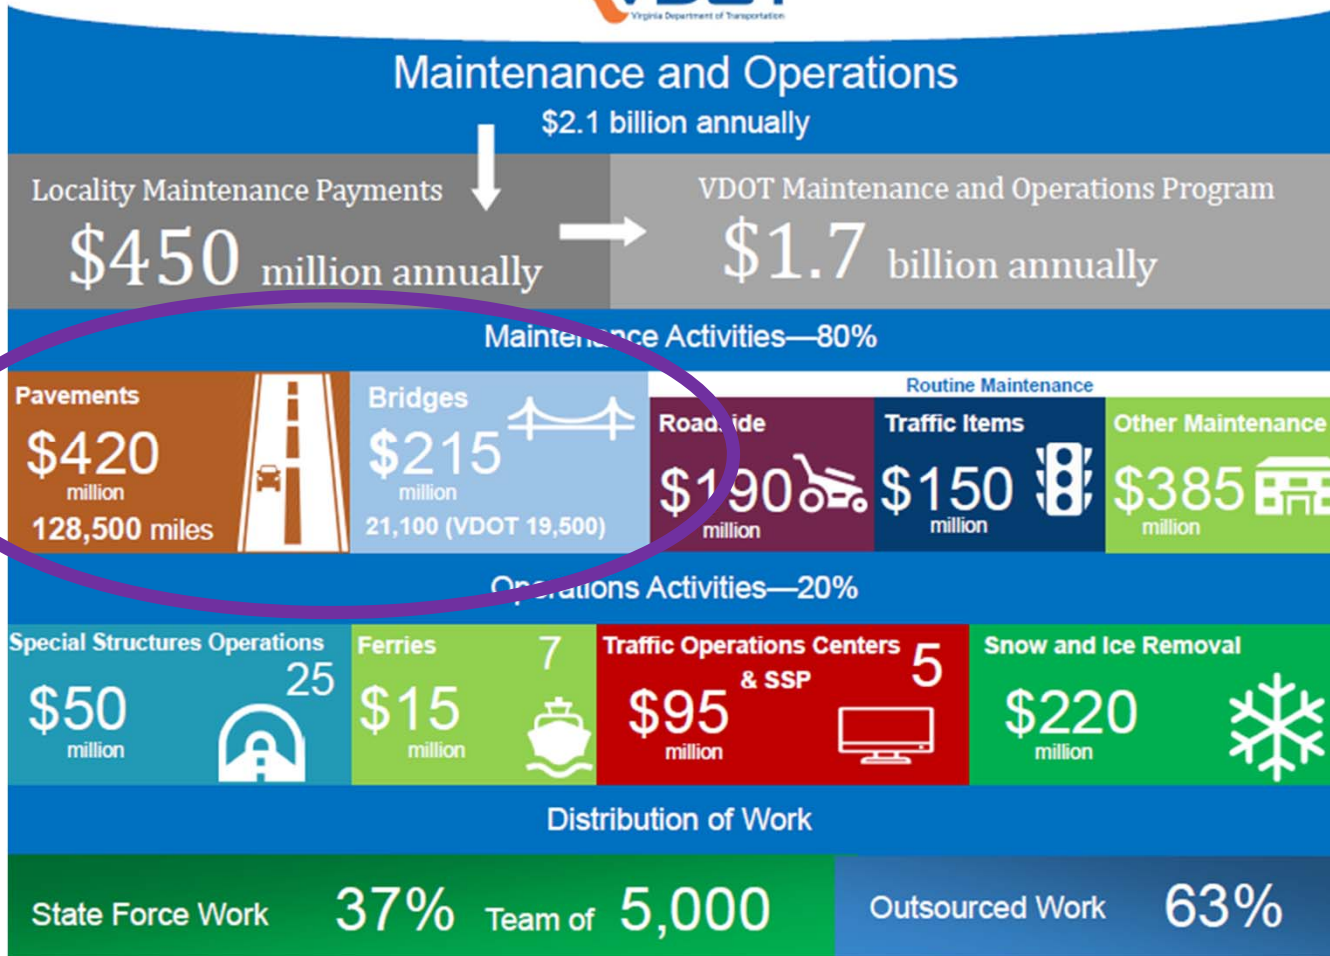 Virginia Department of Transportation
Maintenance and Operations
$2.1 billion annually
Locality Maintenance Payments
$450 million annually
VDOT Maintenance and Operations Program
$1.7 billion annually
Maintenance Activities—80%
Pavements
$420
million
128,500 miles
Bridges
$215
million
21,100 (VDOT 19,500)
Routine Maintenance
Roadside
$190
million
Traffic Items
$150
million
Other Maintenance
$385
million
Operations Activities—20%
Special Structures Operations
25
$50
million
Ferries
7
$15
million
Traffic Operations Centers
& SSP
5
$95
million
Snow and Ice Removal
$220
million
Distribution of Work
State Force Work 37% Team of 5,000
Outsourced Work 63%